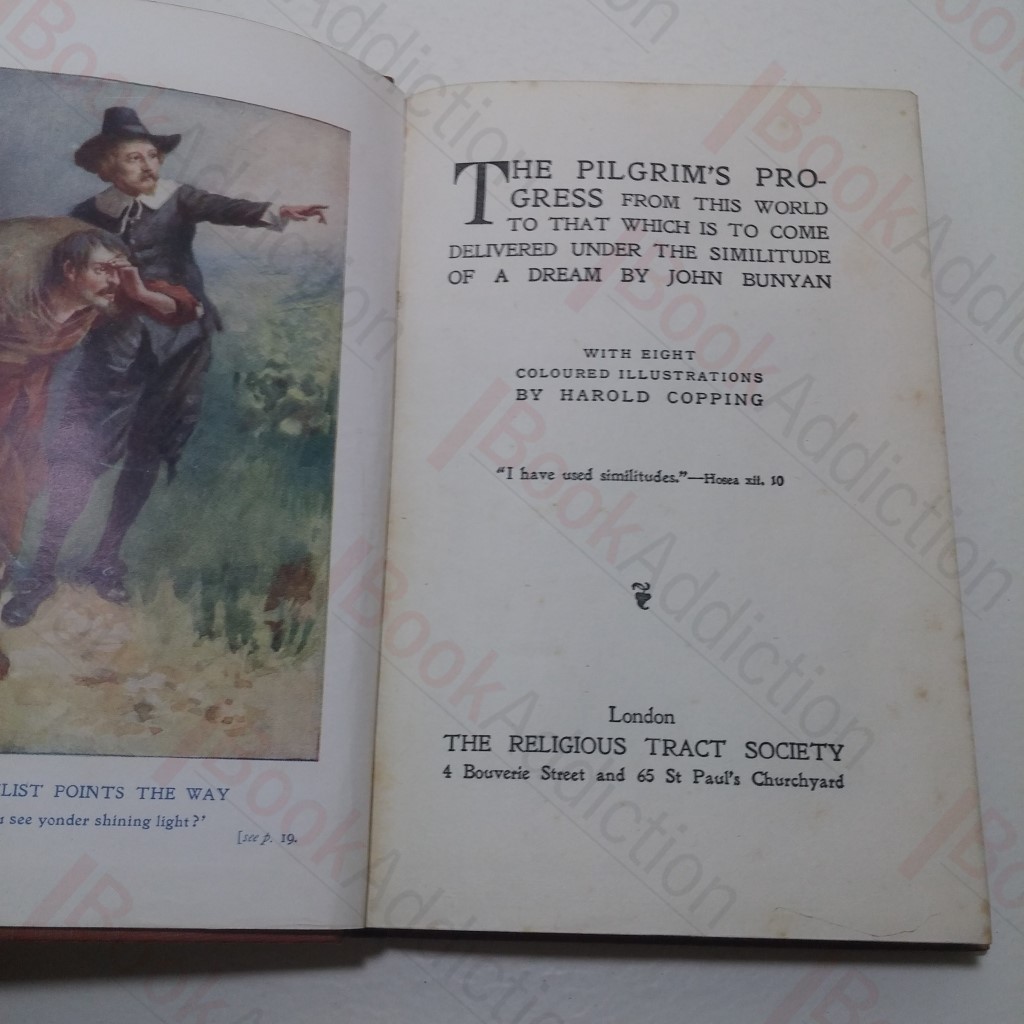 LIST POINTS THE WAY
see yonder shining light?'
[see p. 19.
THE PILGRIM'S PRO-
GRESS FROM THIS WORLD
TO THAT WHICH IS TO COME
DELIVERED UNDER THE SIMILITUDE
OF A DREAM BY JOHN BUNYAN
WITH EIGHT
COLOURED ILLUSTRATIONS
BY HAROLD COPPING
"I have used similitudes."—Hosea xii. 10
London
THE RELIGIOUS TRACT SOCIETY
4 Bouverie Street and 65 St Paul's Churchyard
BookAddiction